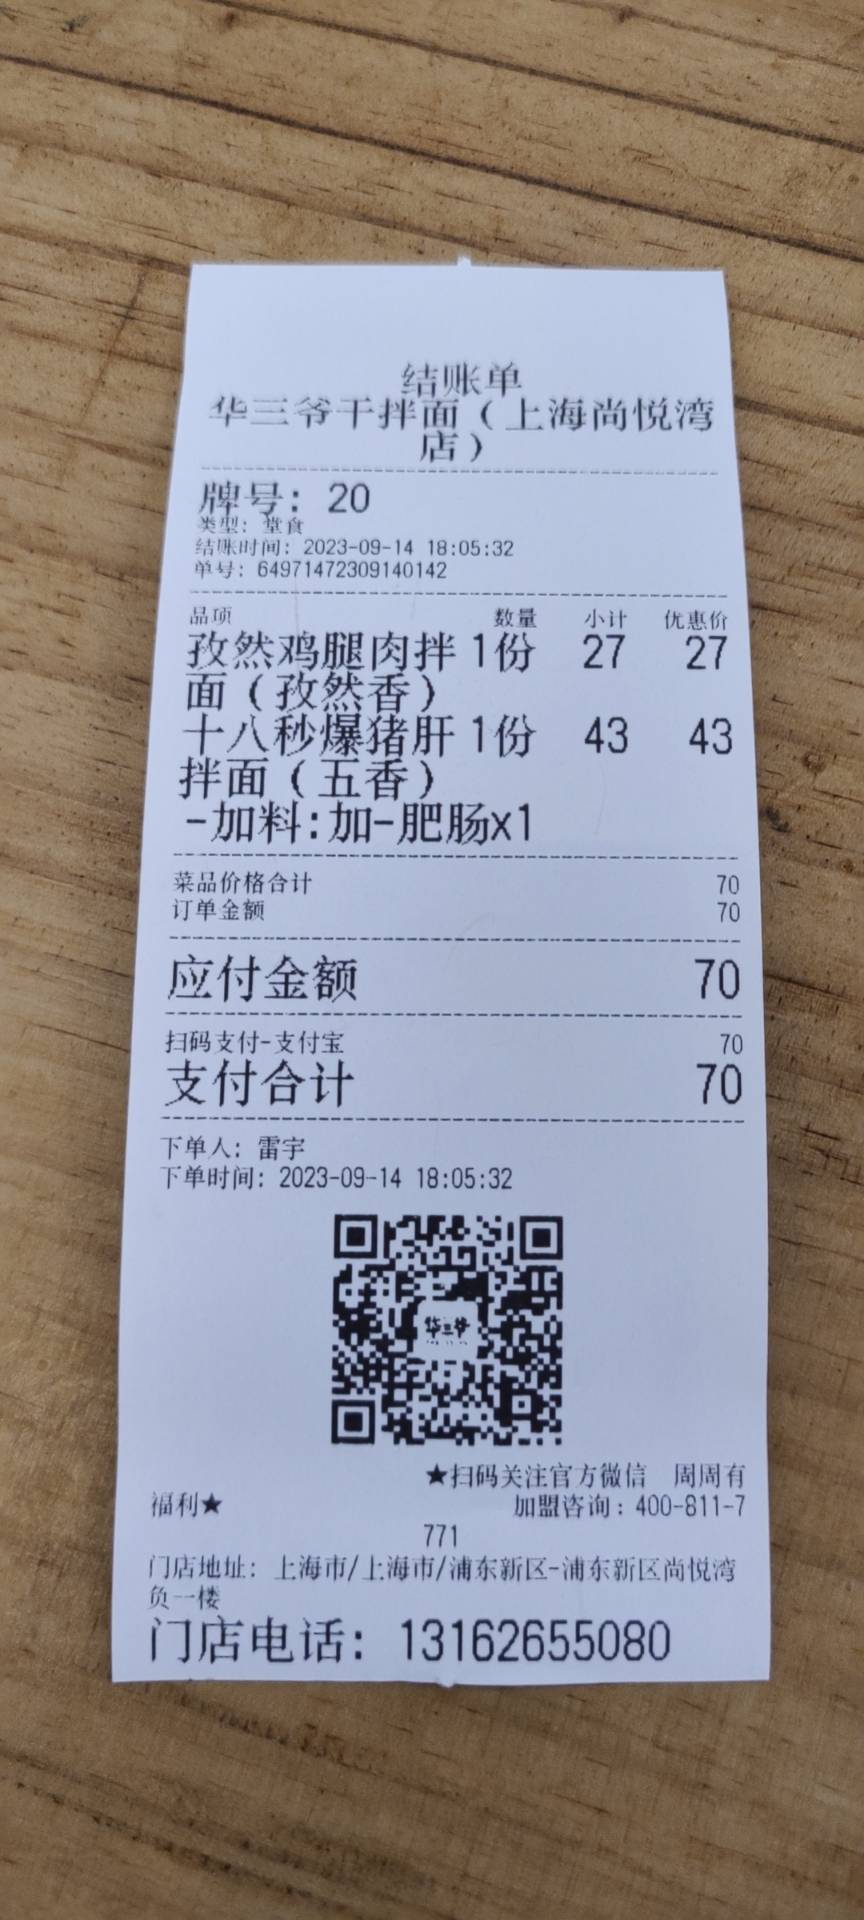 结账单
华三爷干拌面（上海尚悦湾
店）
牌号: 20
类型: 堂食
结账时间: 2023-09-14 18:05:32
单号: 64971472309140142
品项 数量 小计 优惠价
孜然鸡腿肉拌 1份 27 27
面（孜然香）
十八秒爆猪肝 1份 43 43
拌面（五香）
-加料:加-肥肠x1
菜品价格合计 70
订单金额 70
应付金额 70
扫码支付-支付宝 70
支付合计 70
下单人: 雷宇
下单时间: 2023-09-14 18:05:32
华三爷
★扫码关注官方微信 周周有
福利★ 加盟咨询: 400-811-7
771
门店地址: 上海市/上海市/浦东新区-浦东新区尚悦湾
负一楼
门店电话: 13162655080